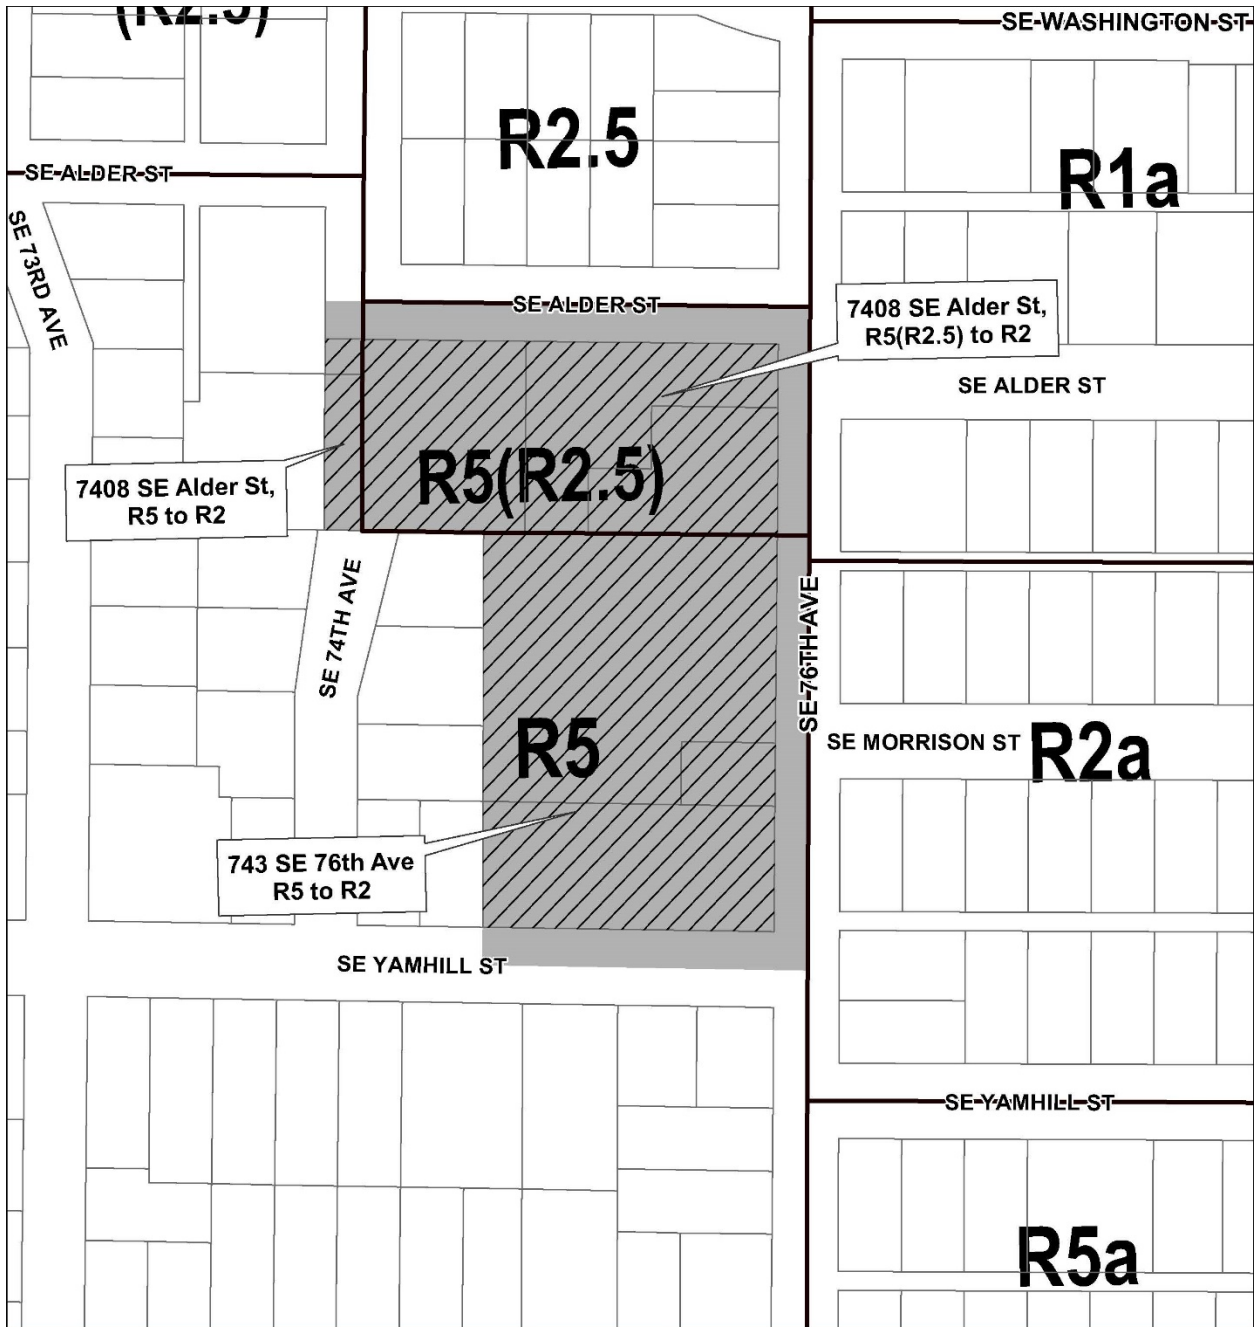 (R2.5)
SE WASHINGTON ST
R2.5
R1a
SE ALDER ST
SE 73RD AVE
SE ALDER ST
7408 SE Alder St,
R5(R2.5) to R2
SE ALDER ST
7408 SE Alder St,
R5 to R2
R5(R2.5)
SE 74TH AVE
SE 76TH AVE
R5
SE MORRISON ST
R2a
743 SE 76th Ave
R5 to R2
SE YAMHILL ST
SE YAMHILL ST
R5a